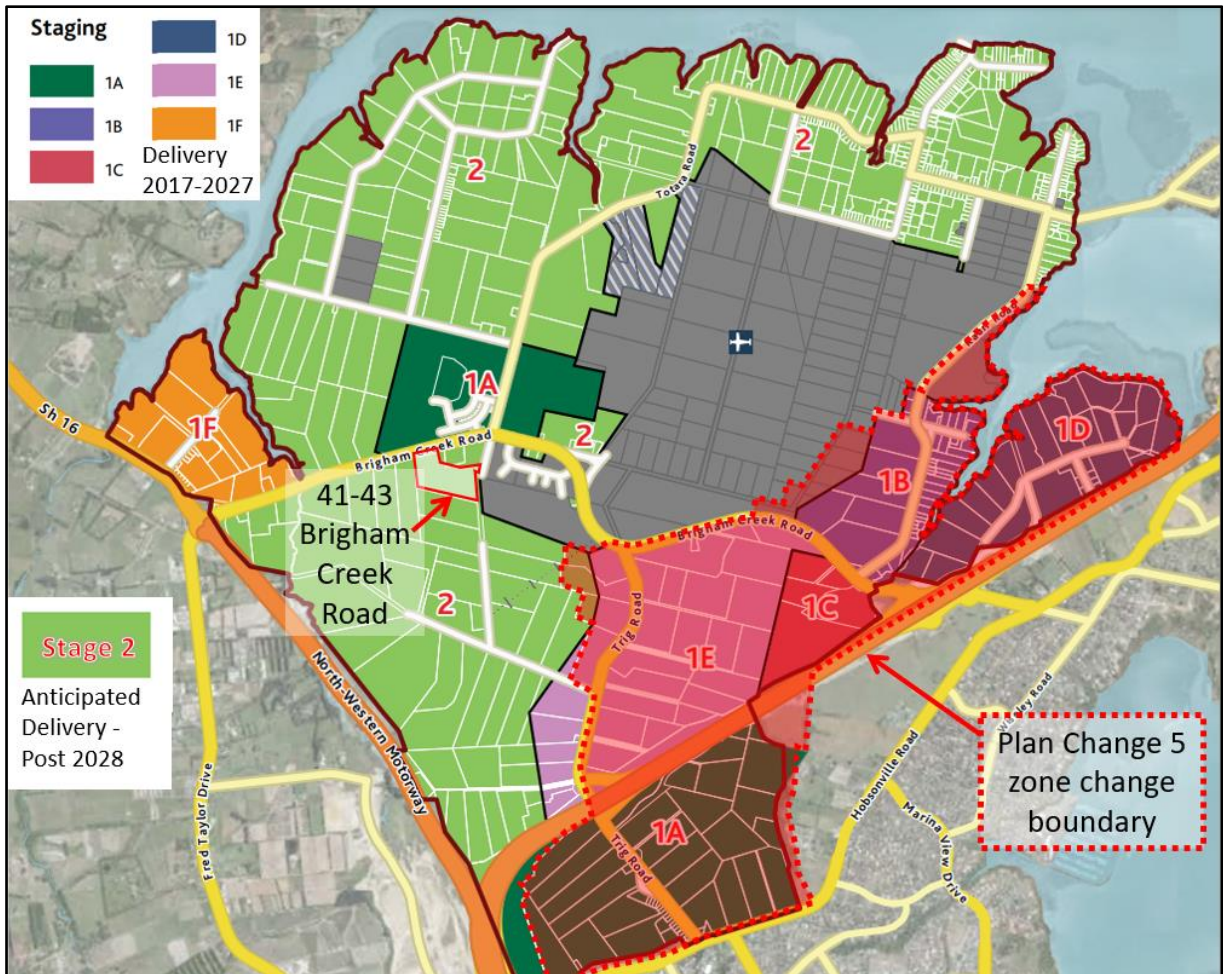 Staging
1A
1B
1C
1D
1E
1F
Delivery
2017-2027
2
2
Totara Road
1A
2
Sh 16
1F
Brigham Creek Road
41-43
Brigham
Creek
Road
1D
1B
Brigham Creek Road
1C
2
Trig Road
1E
Stage 2
Anticipated
Delivery -
Post 2028
North-Western Motorway
Fred Taylor Drive
Hobsonville Road
Plan Change 5
zone change
boundary
Marina View Drive
1A
Trig Road